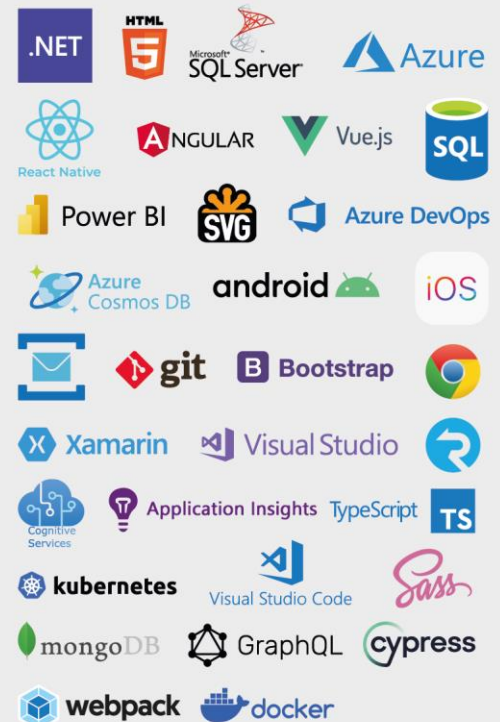 .NET
HTML
5
Microsoft®
SQL Server®
Azure
React Native
ANGULAR
Vue.js
SQL
Power BI
SVG
Azure DevOps
Azure
Cosmos DB
android
iOS
git
B Bootstrap
Xamarin
Visual Studio
Cognitive
Services
Application Insights
TypeScript
TS
kubernetes
Visual Studio Code
Sass
mongoDB
GraphQL
cypress
webpack
docker